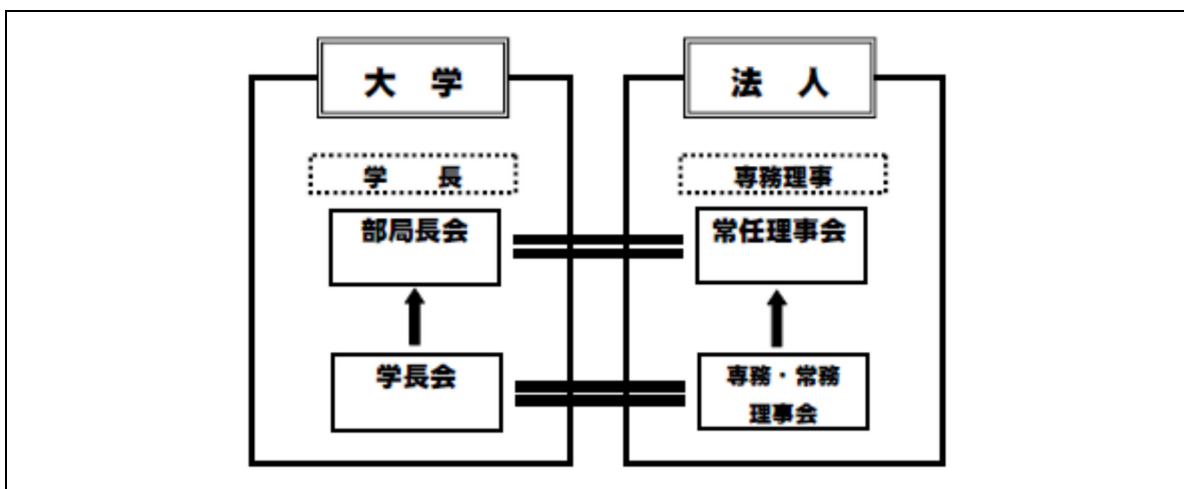 大　学
学　　長
部局長会
学長会
法　人
専務理事
常任理事会
専務・常務
理事会